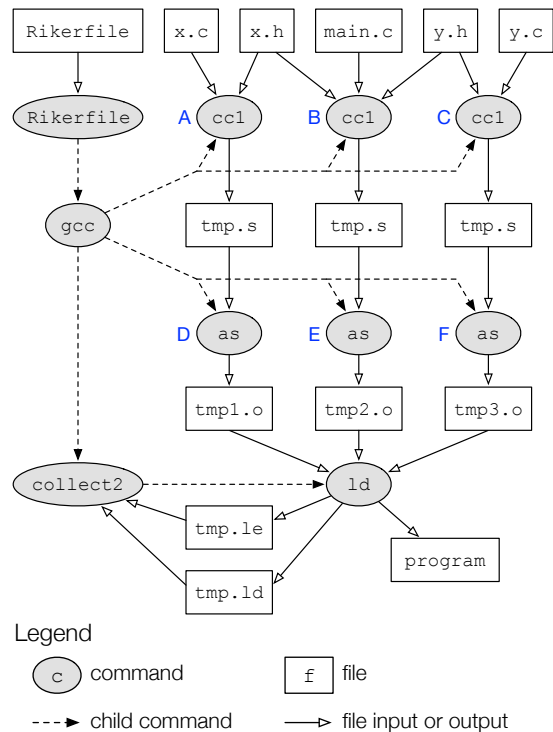 Rikerfile x.c x.h main.c y.h y.c
Rikerfile A cc1 B cc1 C cc1
gcc tmp.s tmp.s tmp.s
D as E as F as
tmp1.o tmp2.o tmp3.o
collect2 ld
tmp.le
program
tmp.ld
Legend
c command f file
child command file input or output